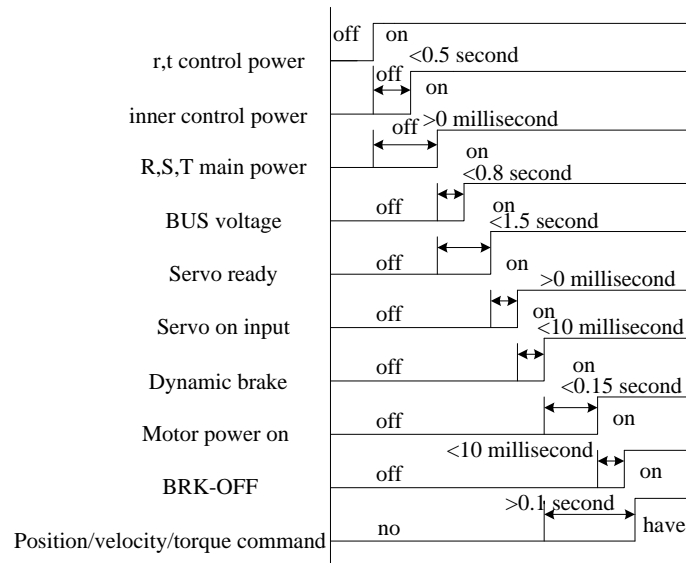 off
on
r,t control power
<0.5 second
off
on
inner control power
>0 millisecond
off
on
R,S,T main power
<0.8 second
off
on
BUS voltage
<1.5 second
off
on
Servo ready
>0 millisecond
off
on
Servo on input
<10 millisecond
off
on
Dynamic brake
<0.15 second
off
on
Motor power on
<10 millisecond
off
on
BRK-OFF
>0.1 second
no
have
Position/velocity/torque command